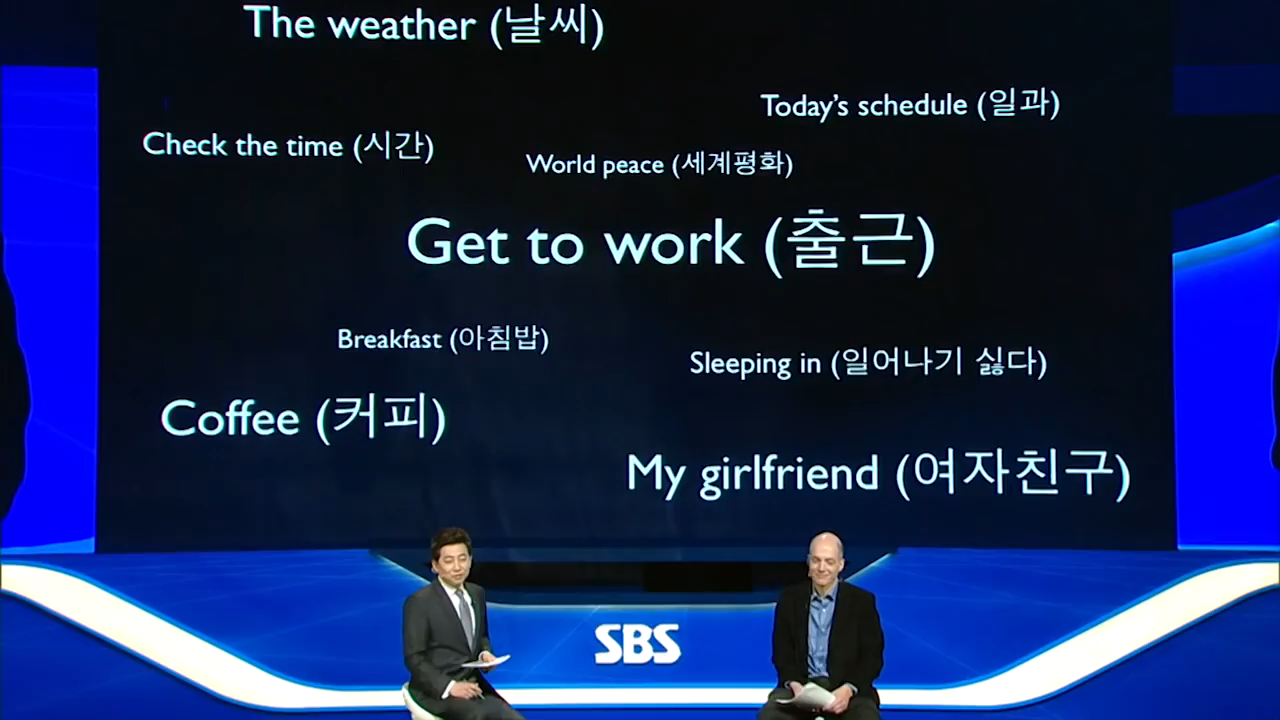 The weather (날씨)
Today's schedule (일과)
Check the time (시간)
World peace (세계평화)
Get to work (출근)
Breakfast (아침밥)
Sleeping in (일어나기 싫다)
Coffee (커피)
My girlfriend (여자친구)
SBS